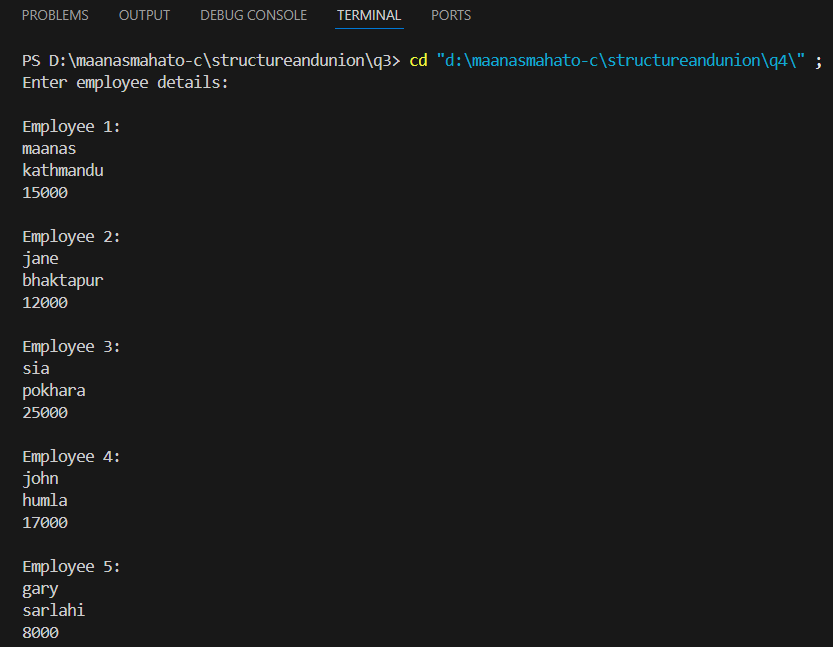 PROBLEMS OUTPUT DEBUG CONSOLE TERMINAL PORTS
PS D:\maanasmahato-c\structureandunion\q3> cd "d:\maanasmahato-c\structureandunion\q4\" ;
Enter employee details:
Employee 1:
maanas
kathmandu
15000
Employee 2:
jane
bhaktapur
12000
Employee 3:
sia
pokhara
25000
Employee 4:
john
humla
17000
Employee 5:
gary
sarlahi
8000